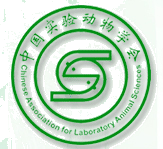 中国实验动物学会
Chinese Association for Laboratory Animal Sciences